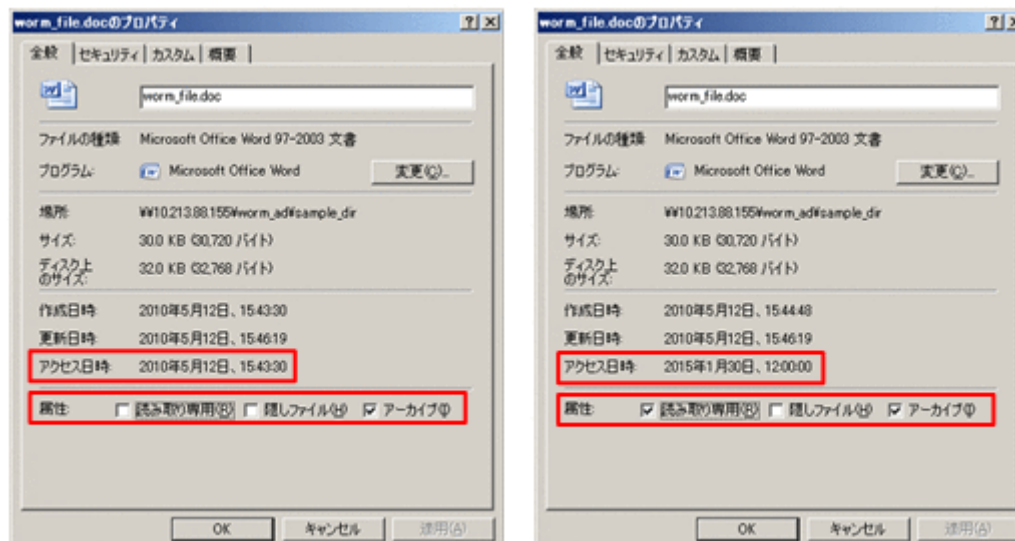 worm_file.docのプロパティ
全般 セキュリティ カスタム 概要
worm_file.doc
ファイルの種類: Microsoft Office Word 97-2003 文書
プログラム: Microsoft Office Word 変更(C)...
場所: ¥¥10.213.88.155¥worm_ad¥sample_dir
サイズ: 30.0 KB (30,720 バイト)
ディスク上
のサイズ: 32.0 KB (32,768 バイト)
作成日時: 2010年5月12日、15:43:30
更新日時: 2010年5月12日、15:46:19
アクセス日時: 2010年5月12日、15:43:30
属性: 読み取り専用(R) 隠しファイル(H) アーカイブ(I)
OK キャンセル 適用(A)
worm_file.docのプロパティ
全般 セキュリティ カスタム 概要
worm_file.doc
ファイルの種類: Microsoft Office Word 97-2003 文書
プログラム: Microsoft Office Word 変更(C)...
場所: ¥¥10.213.88.155¥worm_ad¥sample_dir
サイズ: 30.0 KB (30,720 バイト)
ディスク上
のサイズ: 32.0 KB (32,768 バイト)
作成日時: 2010年5月12日、15:44:48
更新日時: 2010年5月12日、15:46:19
アクセス日時: 2015年1月30日、12:00:00
属性: 読み取り専用(R) 隠しファイル(H) アーカイブ(I)
OK キャンセル 適用(A)